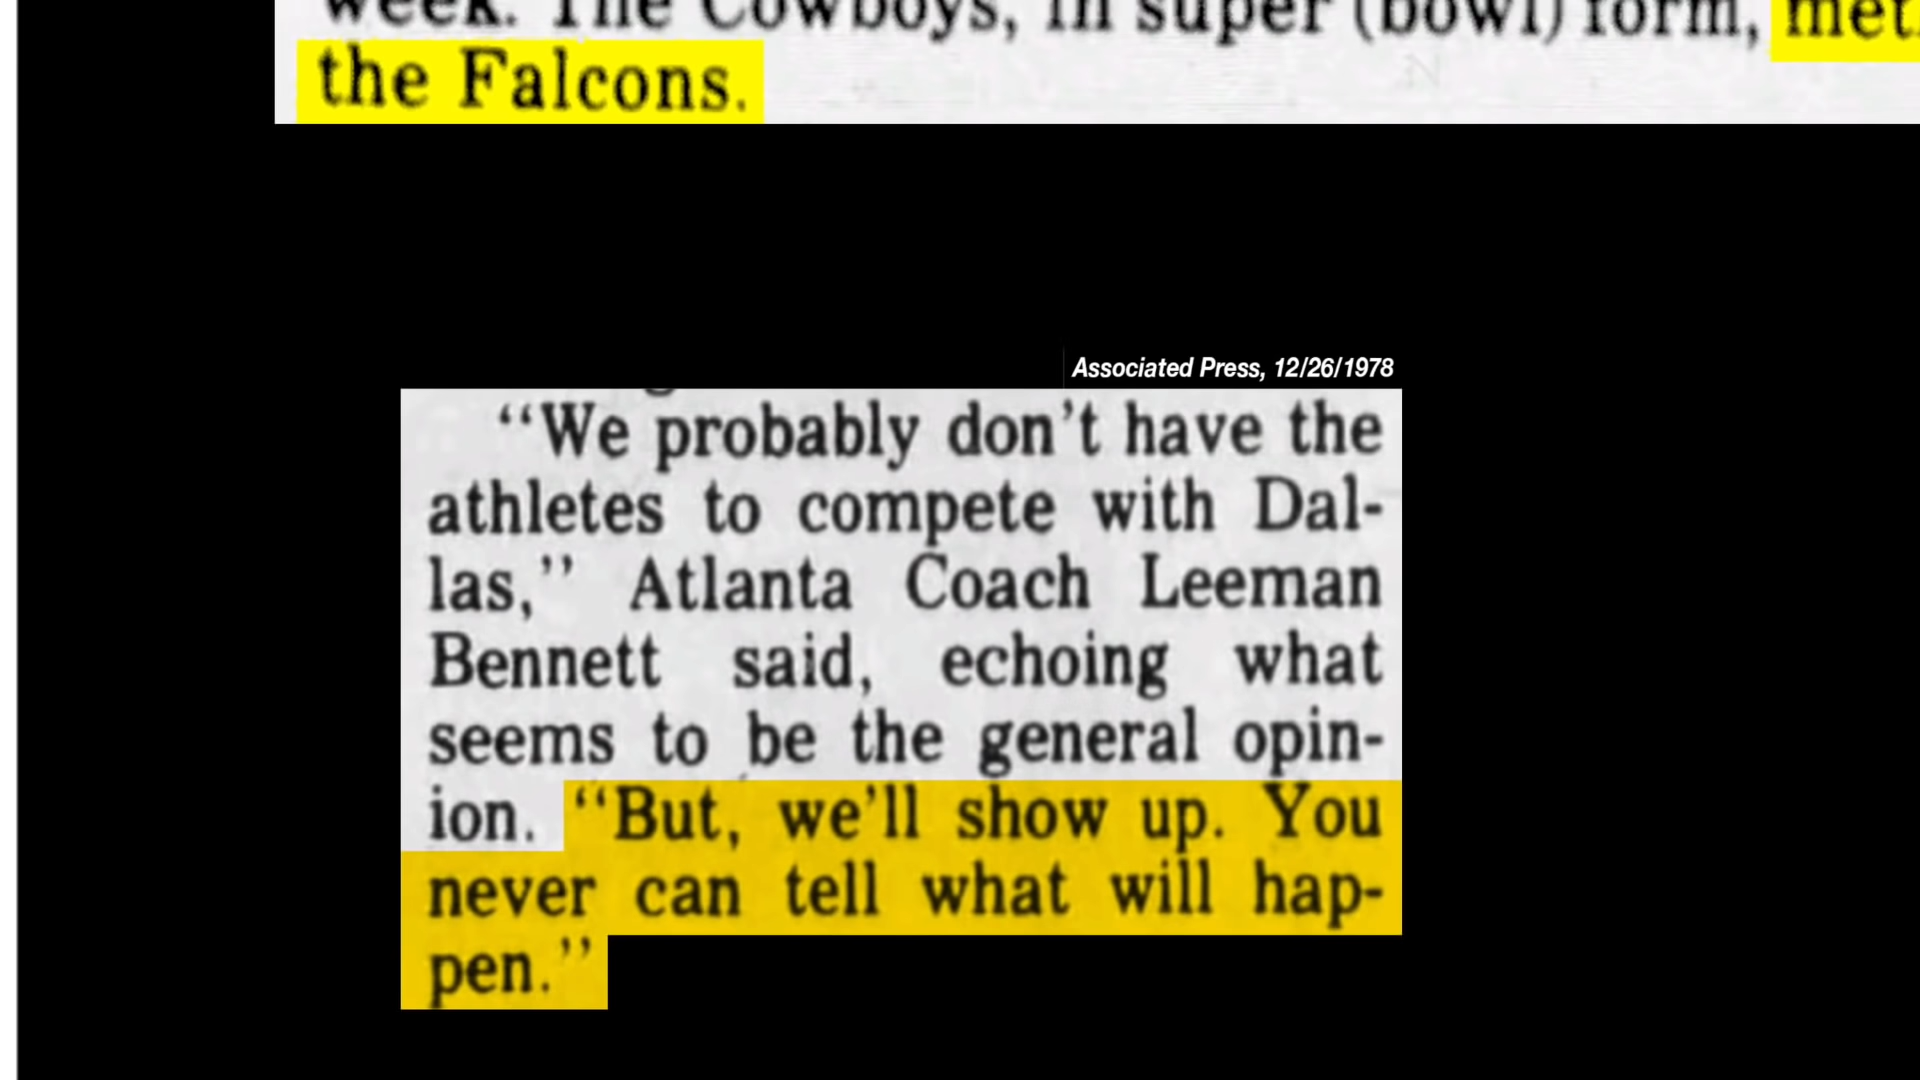 week. The Cowboys, in super (bowl) form, met
the Falcons.
Associated Press, 12/26/1978
“We probably don’t have the
athletes to compete with Dal-
las,” Atlanta Coach Leeman
Bennett said, echoing what
seems to be the general opin-
ion. “But, we’ll show up. You
never can tell what will hap-
pen.”